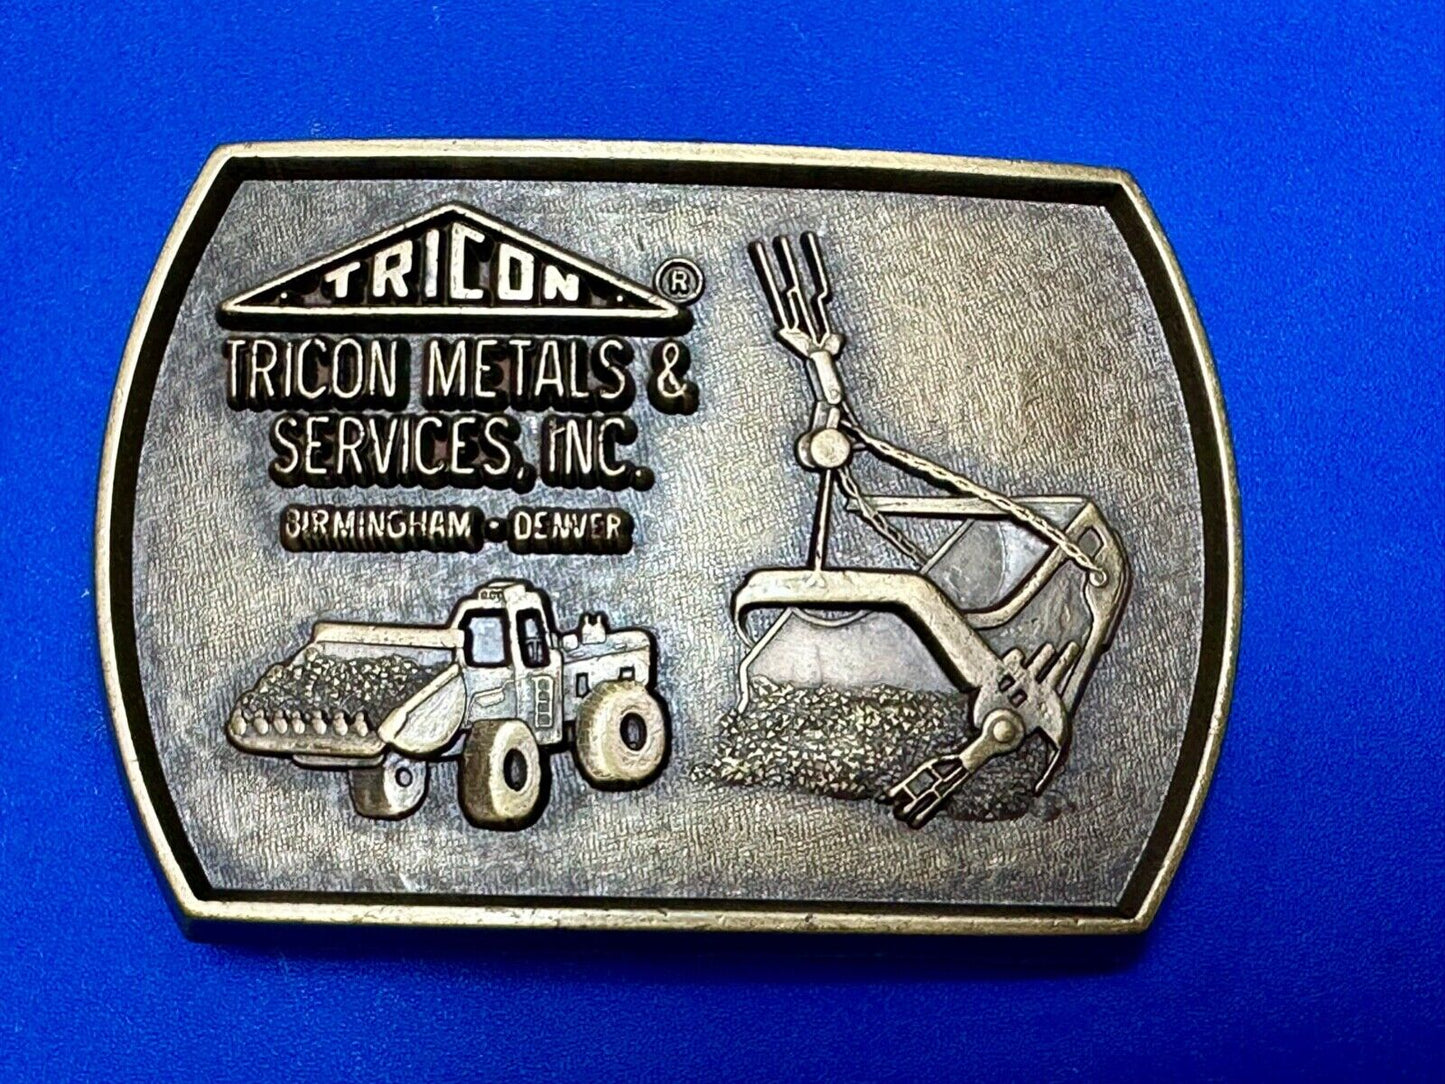 TRICON ®
TRICON METALS &
SERVICES, INC.
BIRMINGHAM • DENVER